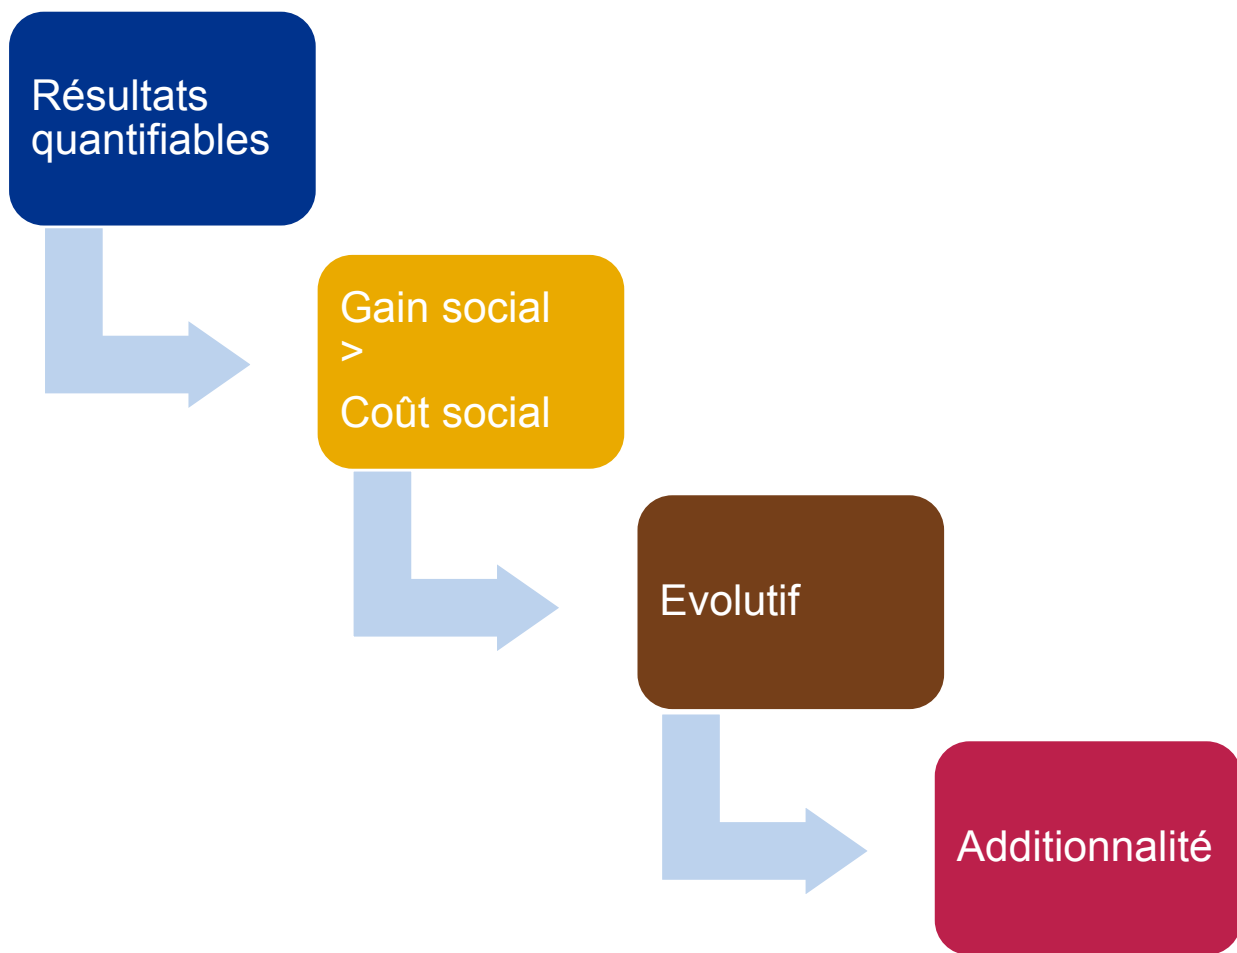 Résultats
quantifiables
Gain social
>
Coût social
Evolutif
Additionnalité